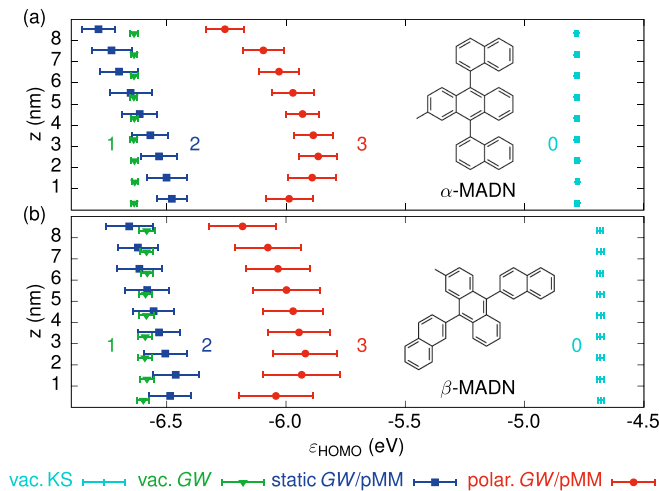 (a)
8
7
6
5
4
3
2
1
z (nm)
1
2
3
0
α-MADN
(b)
8
7
6
5
4
3
2
1
z (nm)
1
2
3
0
β-MADN
-6.5
-6.0
-5.5
-5.0
-4.5
εHOMO (eV)
vac. KS
vac. GW
static GW/pMM
polar. GW/pMM